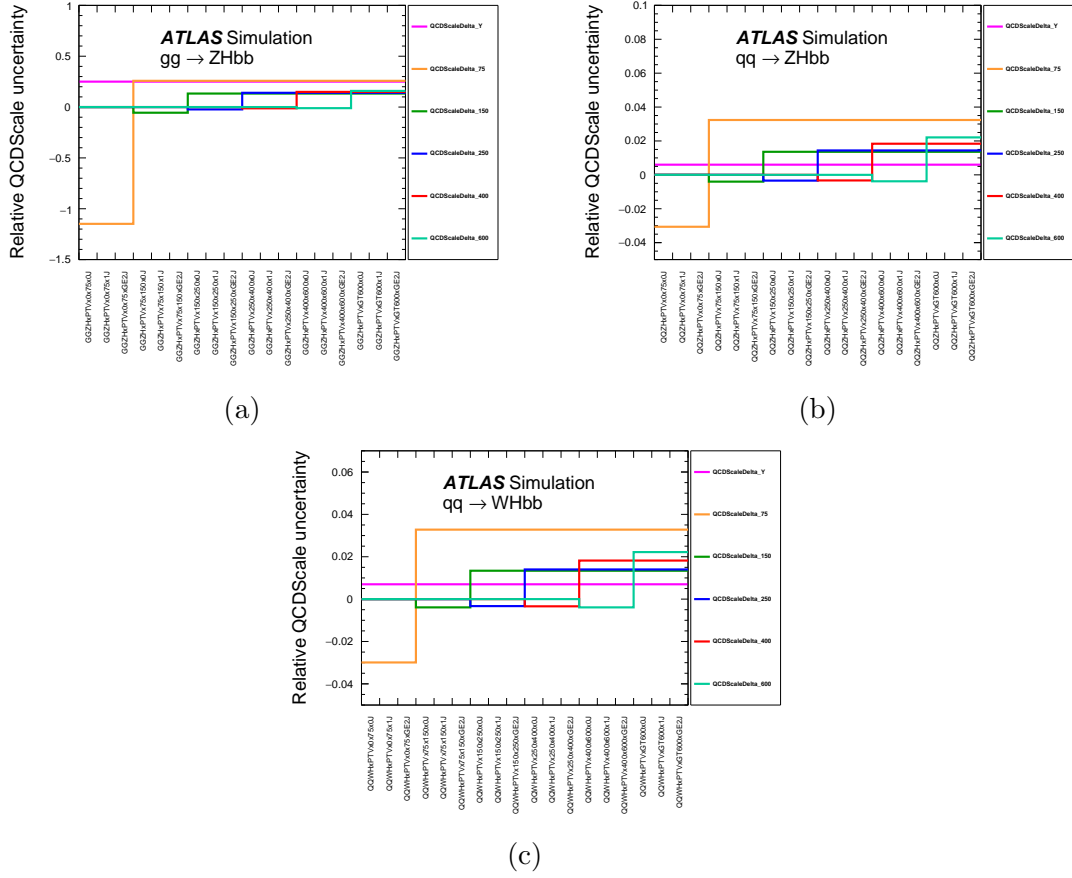 Relative QCDScale uncertainty
1
0.5
0
−0.5
−1
−1.5
ATLAS Simulation
gg → ZHbb
QCDScaleDelta_Y
QCDScaleDelta_75
QCDScaleDelta_150
QCDScaleDelta_250
QCDScaleDelta_400
QCDScaleDelta_600
GGZHxPTVx0x75x0J
GGZHxPTVx0x75x1J
GGZHxPTVx0x75xGE2J
GGZHxPTVx75x150x0J
GGZHxPTVx75x150x1J
GGZHxPTVx75x150xGE2J
GGZHxPTVx150x250x0J
GGZHxPTVx150x250x1J
GGZHxPTVx150x250xGE2J
GGZHxPTVx250x400x0J
GGZHxPTVx250x400x1J
GGZHxPTVx250x400xGE2J
GGZHxPTVx400x600x0J
GGZHxPTVx400x600x1J
GGZHxPTVx400x600xGE2J
GGZHxPTVxGT600x0J
GGZHxPTVxGT600x1J
GGZHxPTVxGT600xGE2J
(a)
Relative QCDScale uncertainty
0.1
0.08
0.06
0.04
0.02
0
−0.02
−0.04
ATLAS Simulation
qq → ZHbb
QCDScaleDelta_Y
QCDScaleDelta_75
QCDScaleDelta_150
QCDScaleDelta_250
QCDScaleDelta_400
QCDScaleDelta_600
QQZHxPTVx0x75x0J
QQZHxPTVx0x75x1J
QQZHxPTVx0x75xGE2J
QQZHxPTVx75x150x0J
QQZHxPTVx75x150x1J
QQZHxPTVx75x150xGE2J
QQZHxPTVx150x250x0J
QQZHxPTVx150x250x1J
QQZHxPTVx150x250xGE2J
QQZHxPTVx250x400x0J
QQZHxPTVx250x400x1J
QQZHxPTVx250x400xGE2J
QQZHxPTVx400x600x0J
QQZHxPTVx400x600x1J
QQZHxPTVx400x600xGE2J
QQZHxPTVxGT600x0J
QQZHxPTVxGT600x1J
QQZHxPTVxGT600xGE2J
(b)
Relative QCDScale uncertainty
0.06
0.04
0.02
0
−0.02
−0.04
ATLAS Simulation
qq → WHbb
QCDScaleDelta_Y
QCDScaleDelta_75
QCDScaleDelta_150
QCDScaleDelta_250
QCDScaleDelta_400
QCDScaleDelta_600
QQWHxPTVx0x75x0J
QQWHxPTVx0x75x1J
QQWHxPTVx0x75xGE2J
QQWHxPTVx75x150x0J
QQWHxPTVx75x150x1J
QQWHxPTVx75x150xGE2J
QQWHxPTVx150x250x0J
QQWHxPTVx150x250x1J
QQWHxPTVx150x250xGE2J
QQWHxPTVx250x400x0J
QQWHxPTVx250x400x1J
QQWHxPTVx250x400xGE2J
QQWHxPTVx400x600x0J
QQWHxPTVx400x600x1J
QQWHxPTVx400x600xGE2J
QQWHxPTVxGT600x0J
QQWHxPTVxGT600x1J
QQWHxPTVxGT600xGE2J
(c)